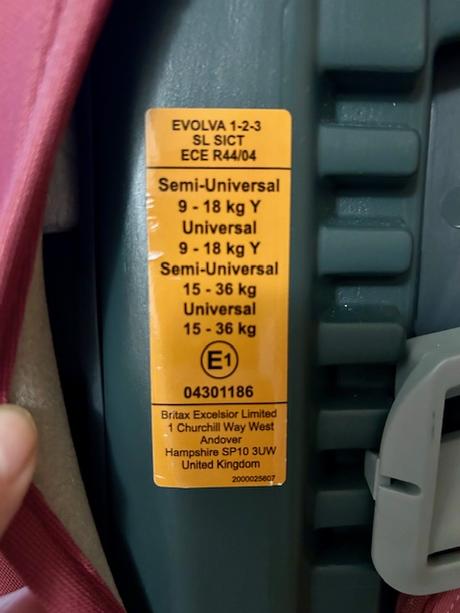 EVOLVA 1-2-3
SL SICT
ECE R44/04
Semi-Universal
9 - 18 kg Y
Universal
9 - 18 kg Y
Semi-Universal
15 - 36 kg
Universal
15 - 36 kg
E1
04301186
Britax Excelsior Limited
1 Churchill Way West
Andover
Hampshire SP10 3UW
United Kingdom
2000025607